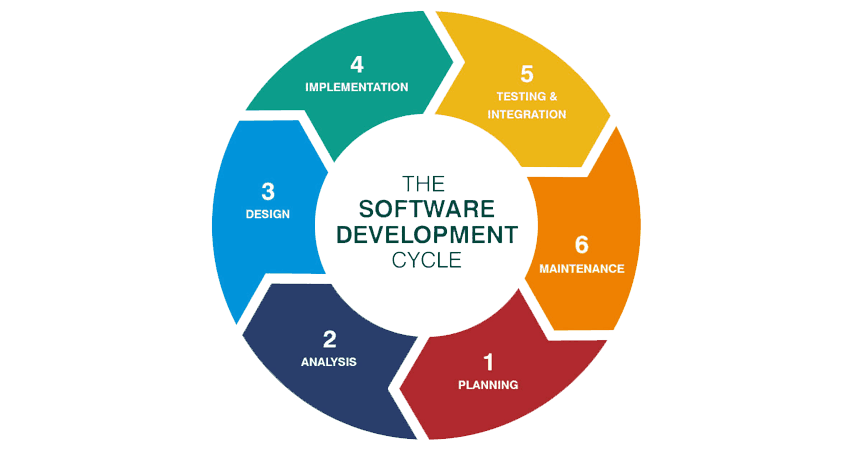 THE
SOFTWARE
DEVELOPMENT
CYCLE
1
PLANNING
2
ANALYSIS
3
DESIGN
4
IMPLEMENTATION
5
TESTING &
INTEGRATION
6
MAINTENANCE